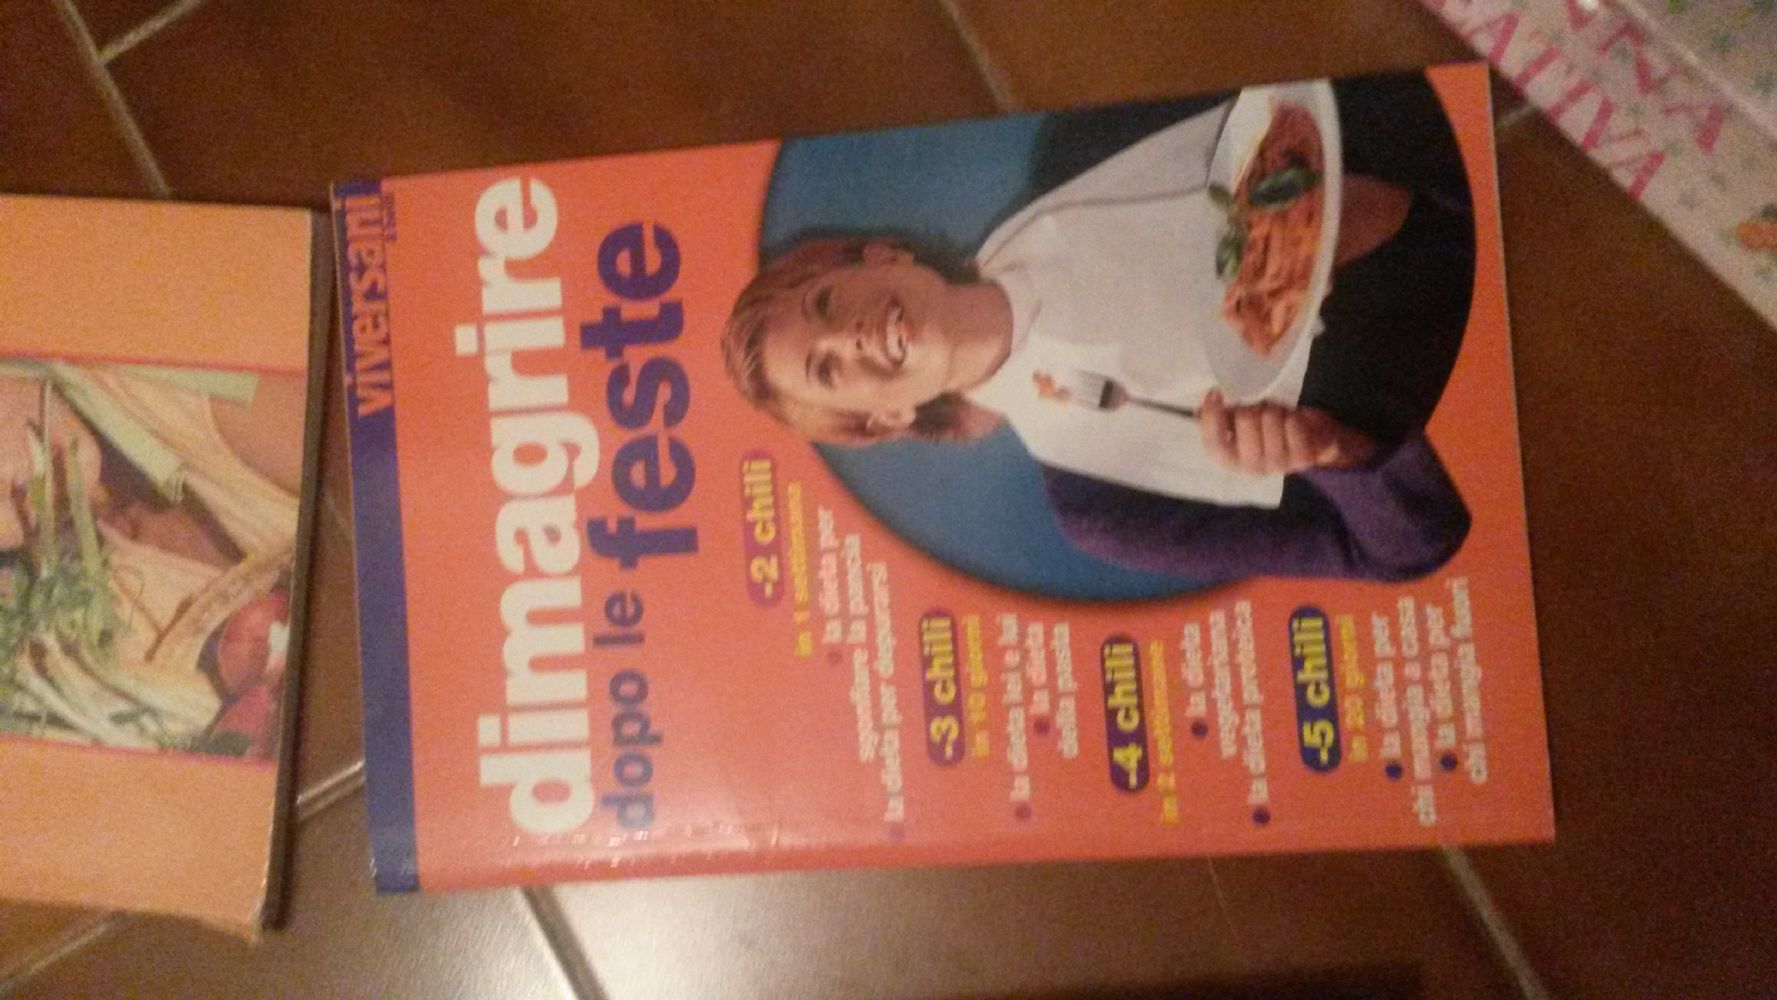 viversani
dimagrire
dopo le feste
-2 chili
in 1 settimana
• la dieta per
sgonfiare la pancia
• la dieta per depurarsi
-3 chili
in 10 giorni
• la dieta lei e lui
• la dieta
della pasta
-4 chili
in 2 settimane
• la dieta
vegetariana
• la dieta proteica
-5 chili
in 20 giorni
• la dieta per
chi mangia a casa
• la dieta per
chi mangia fuori